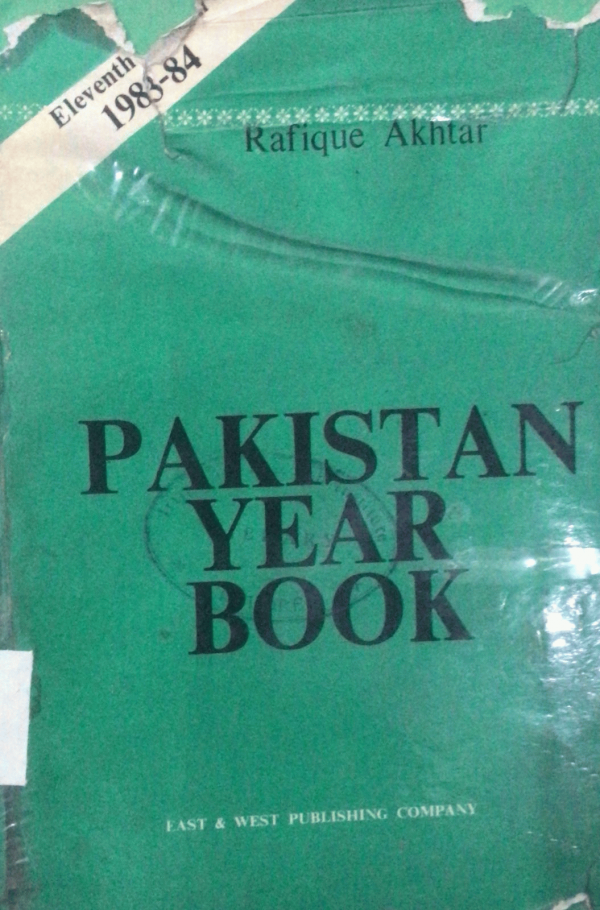 Eleventh
1983-84
Rafique Akhtar
PAKISTAN
YEAR
BOOK
EAST & WEST PUBLISHING COMPANY